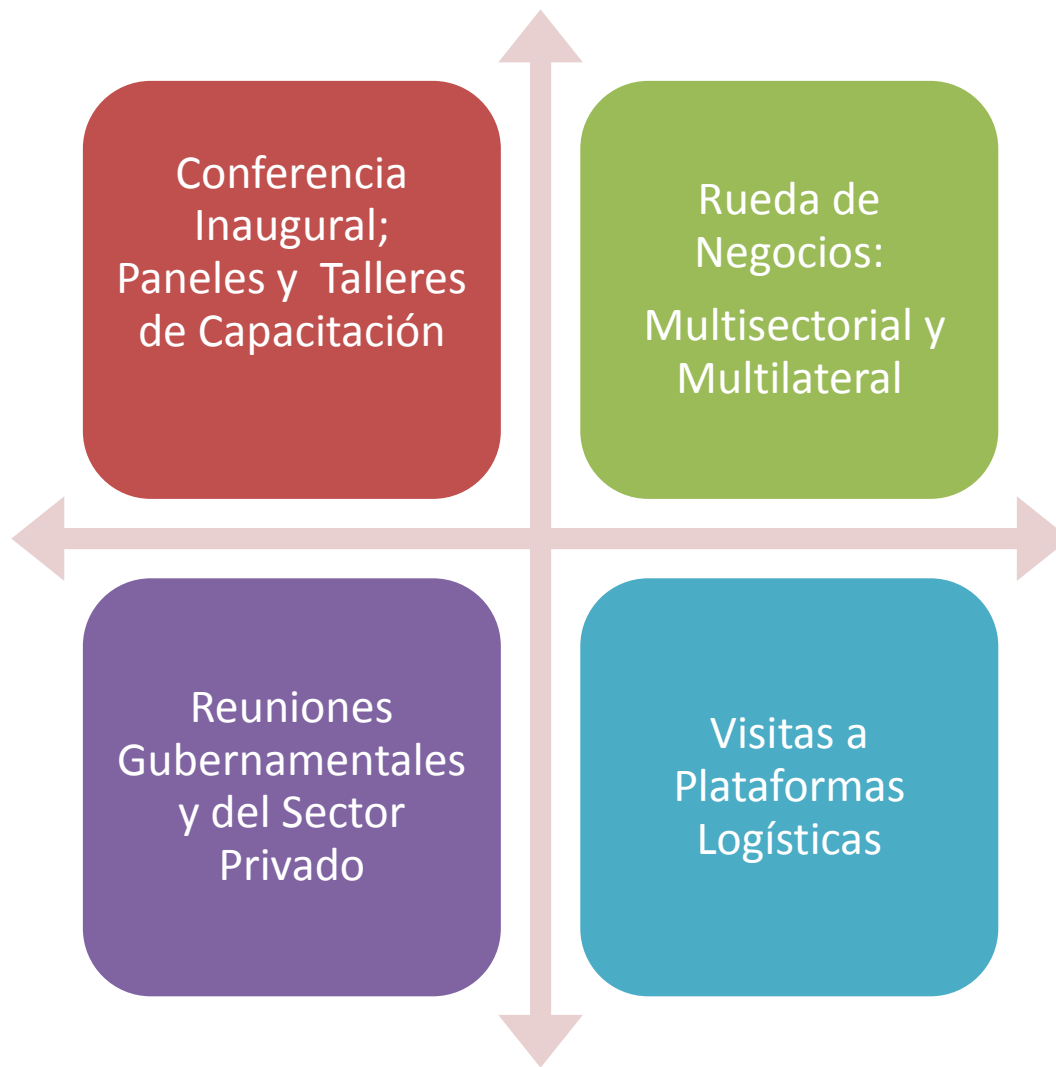 Conferencia
Inaugural;
Paneles y Talleres
de Capacitación
Rueda de
Negocios:
Multisectorial y
Multilateral
Reuniones
Gubernamentales
y del Sector
Privado
Visitas a
Plataformas
Logísticas